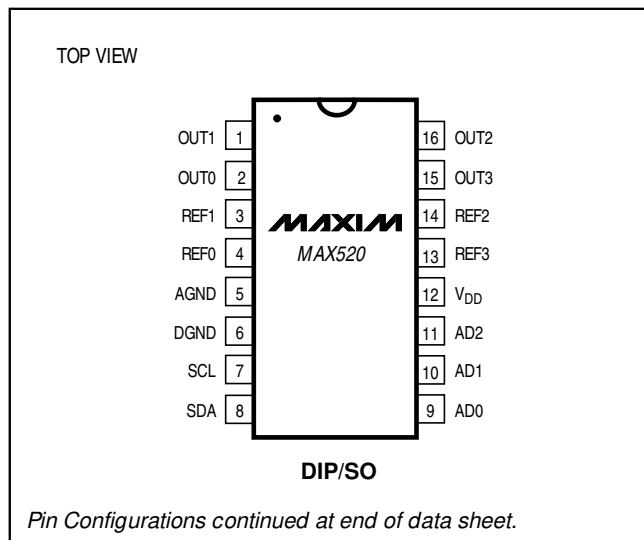 TOP VIEW
OUT1 1 16 OUT2
OUT0 2 15 OUT3
REF1 3 MAXIM 14 REF2
REF0 4 MAX520 13 REF3
AGND 5 12 VDD
DGND 6 11 AD2
SCL 7 10 AD1
SDA 8 9 AD0
DIP/SO
Pin Configurations continued at end of data sheet.